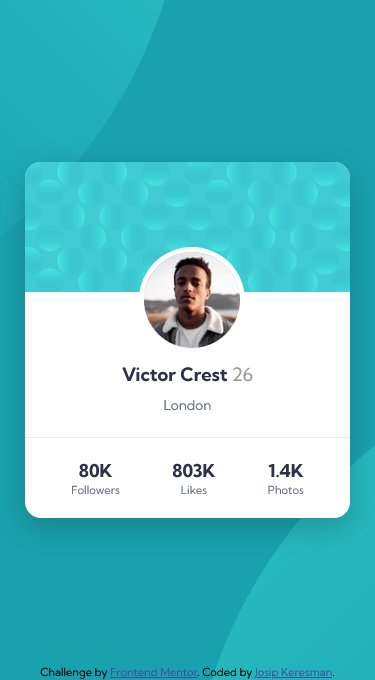 Victor Crest 26
London
80K 803K 1.4K
Followers Likes Photos
Challenge by Frontend Mentor. Coded by Josip Keresman.